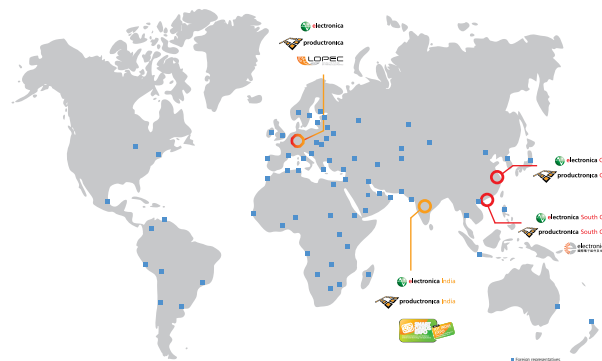 electronica
productronica
LOPEC
electronica
productronica
electronica South
productronica South
electronica India
productronica India
Foreign representatives